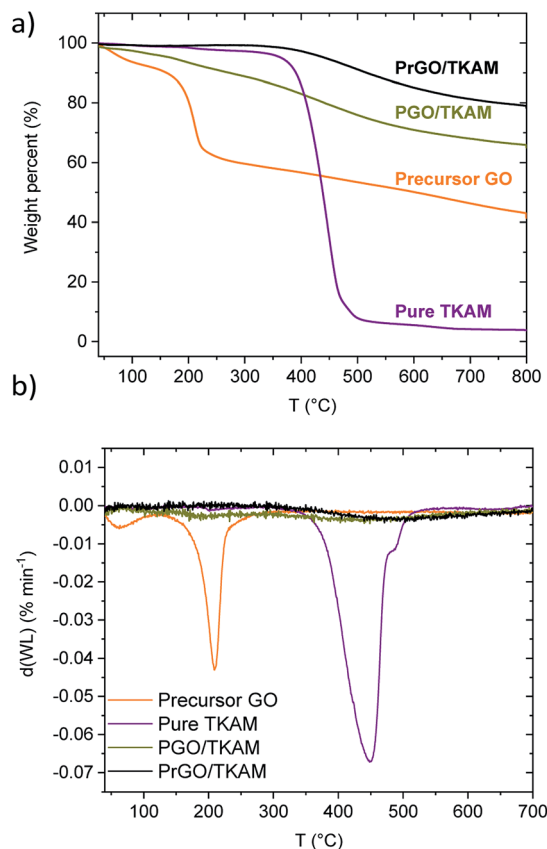 a)
100
80
60
40
20
0
Weight percent (%)
PrGO/TKAM
PGO/TKAM
Precursor GO
Pure TKAM
100 200 300 400 500 600 700 800
T (°C)
b)
0.01
0.00
-0.01
-0.02
-0.03
-0.04
-0.05
-0.06
-0.07
d(WL) (% min⁻¹)
Precursor GO
Pure TKAM
PGO/TKAM
PrGO/TKAM
100 200 300 400 500 600 700
T (°C)